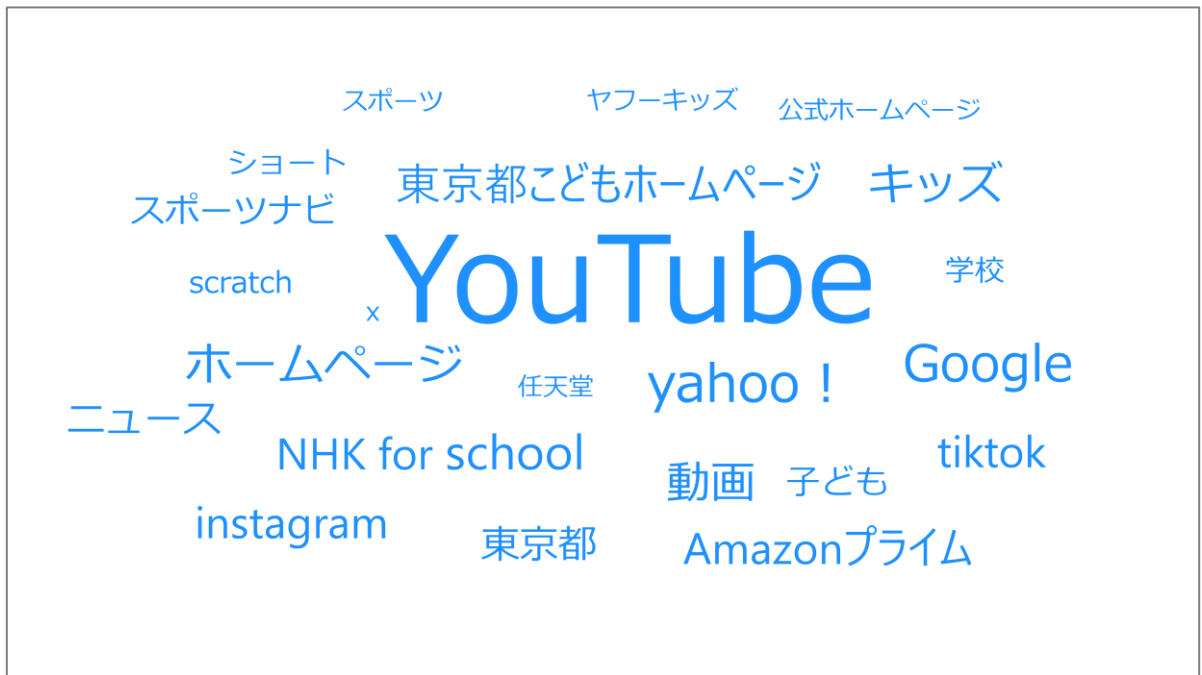 スポーツ
ヤフーキッズ
公式ホームページ
ショート
東京都こどもホームページ
キッズ
スポーツナビ
YouTube
scratch
学校
x
ホームページ
任天堂
yahoo！
Google
ニュース
NHK for school
動画
子ども
tiktok
instagram
東京都
Amazonプライム